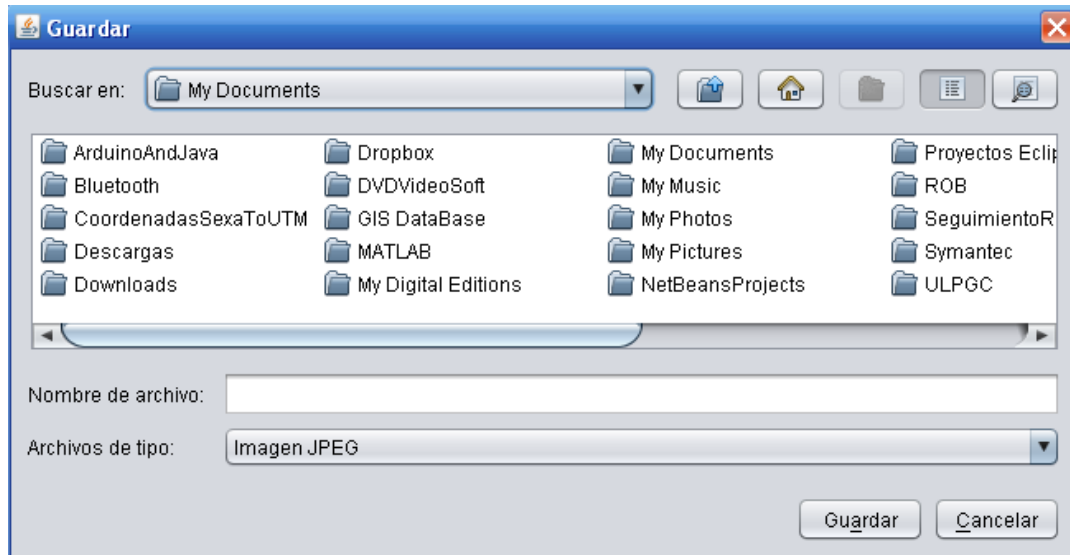 Guardar
Buscar en: My Documents
ArduinoAndJava Dropbox My Documents Proyectos Eclip
Bluetooth DVDVideoSoft My Music ROB
CoordenadasSexaToUTM GIS DataBase My Photos SeguimientoR
Descargas MATLAB My Pictures Symantec
Downloads My Digital Editions NetBeansProjects ULPGC
Nombre de archivo:
Archivos de tipo: Imagen JPEG
Guardar Cancelar